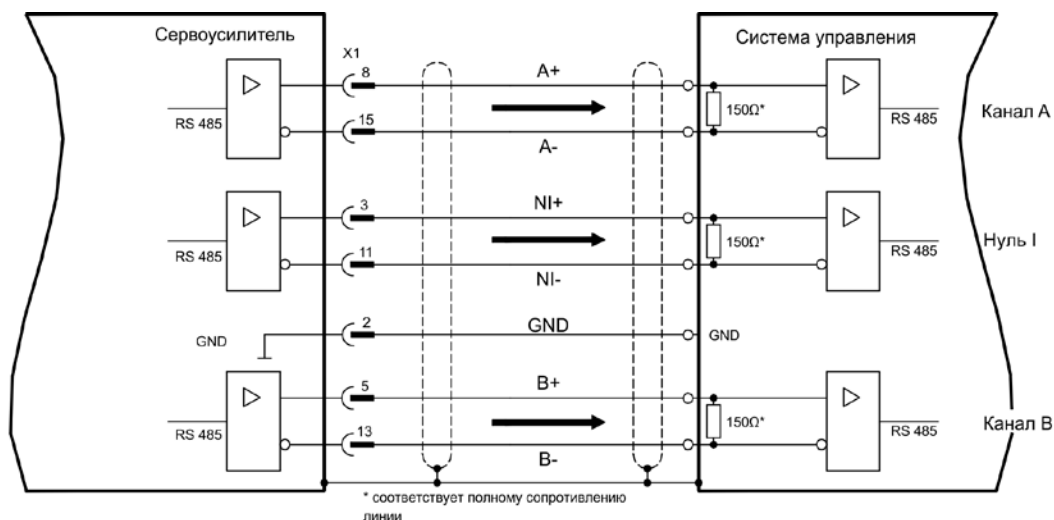 Сервоусилитель
Система управления
X1
8
A+
150Ω*
RS 485
RS 485
Канал A
15
A-
3
NI+
150Ω*
RS 485
RS 485
Нуль I
11
NI-
2
GND
GND
GND
5
B+
150Ω*
RS 485
RS 485
Канал B
13
B-
* соответствует полному сопротивлению
линии